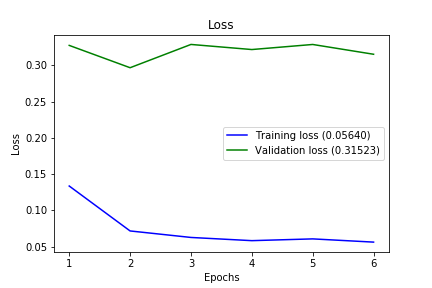 Loss
0.30
0.25
0.20
0.15
0.10
0.05
Loss
Training loss (0.05640)
Validation loss (0.31523)
1 2 3 4 5 6
Epochs